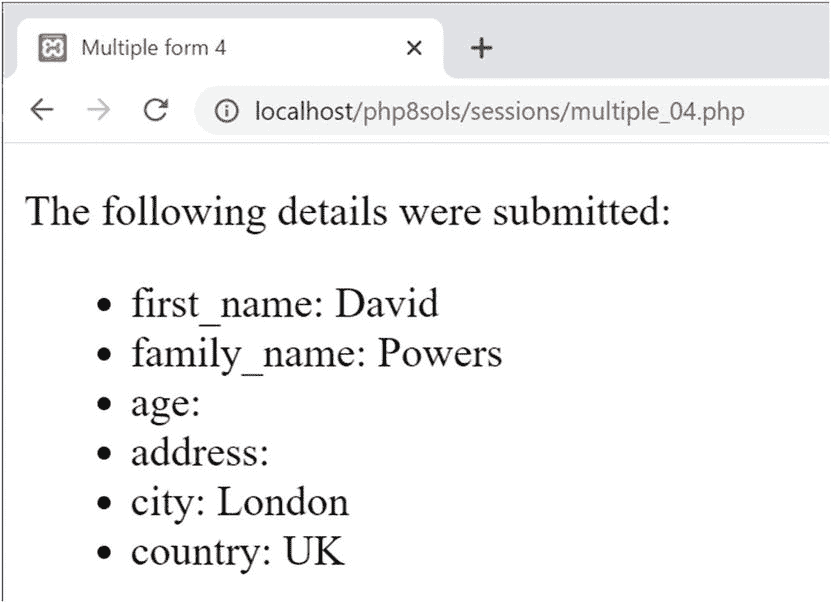 Multiple form 4
localhost/php8sols/sessions/multiple_04.php
The following details were submitted:
• first_name: David
• family_name: Powers
• age:
• address:
• city: London
• country: UK